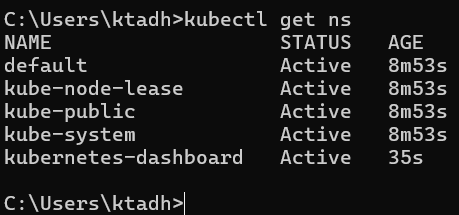 C:\Users\ktadh>kubectl get ns
NAME                   STATUS   AGE
default                Active   8m53s
kube-node-lease        Active   8m53s
kube-public            Active   8m53s
kube-system            Active   8m53s
kubernetes-dashboard   Active   35s
C:\Users\ktadh>